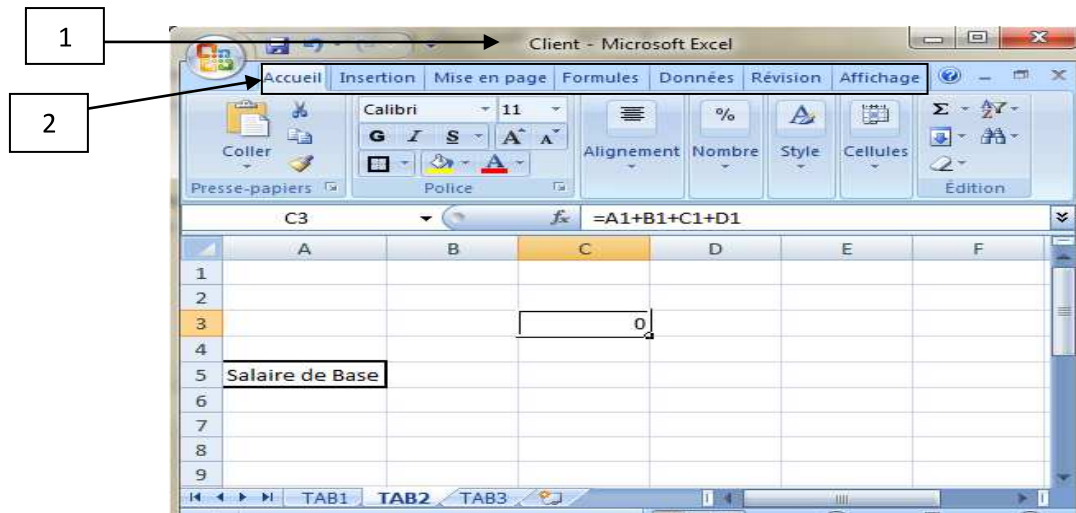 1
Client - Microsoft Excel
2
Accueil Insertion Mise en page Formules Données Révision Affichage
Calibri 11
G I S A A
Coller
A
Alignement Nombre Style Cellules
%
A
Σ
Presse-papiers Police Édition
C3 fx =A1+B1+C1+D1
A B C D E F
1
2
3 0
4
5 Salaire de Base
6
7
8
9
TAB1 TAB2 TAB3